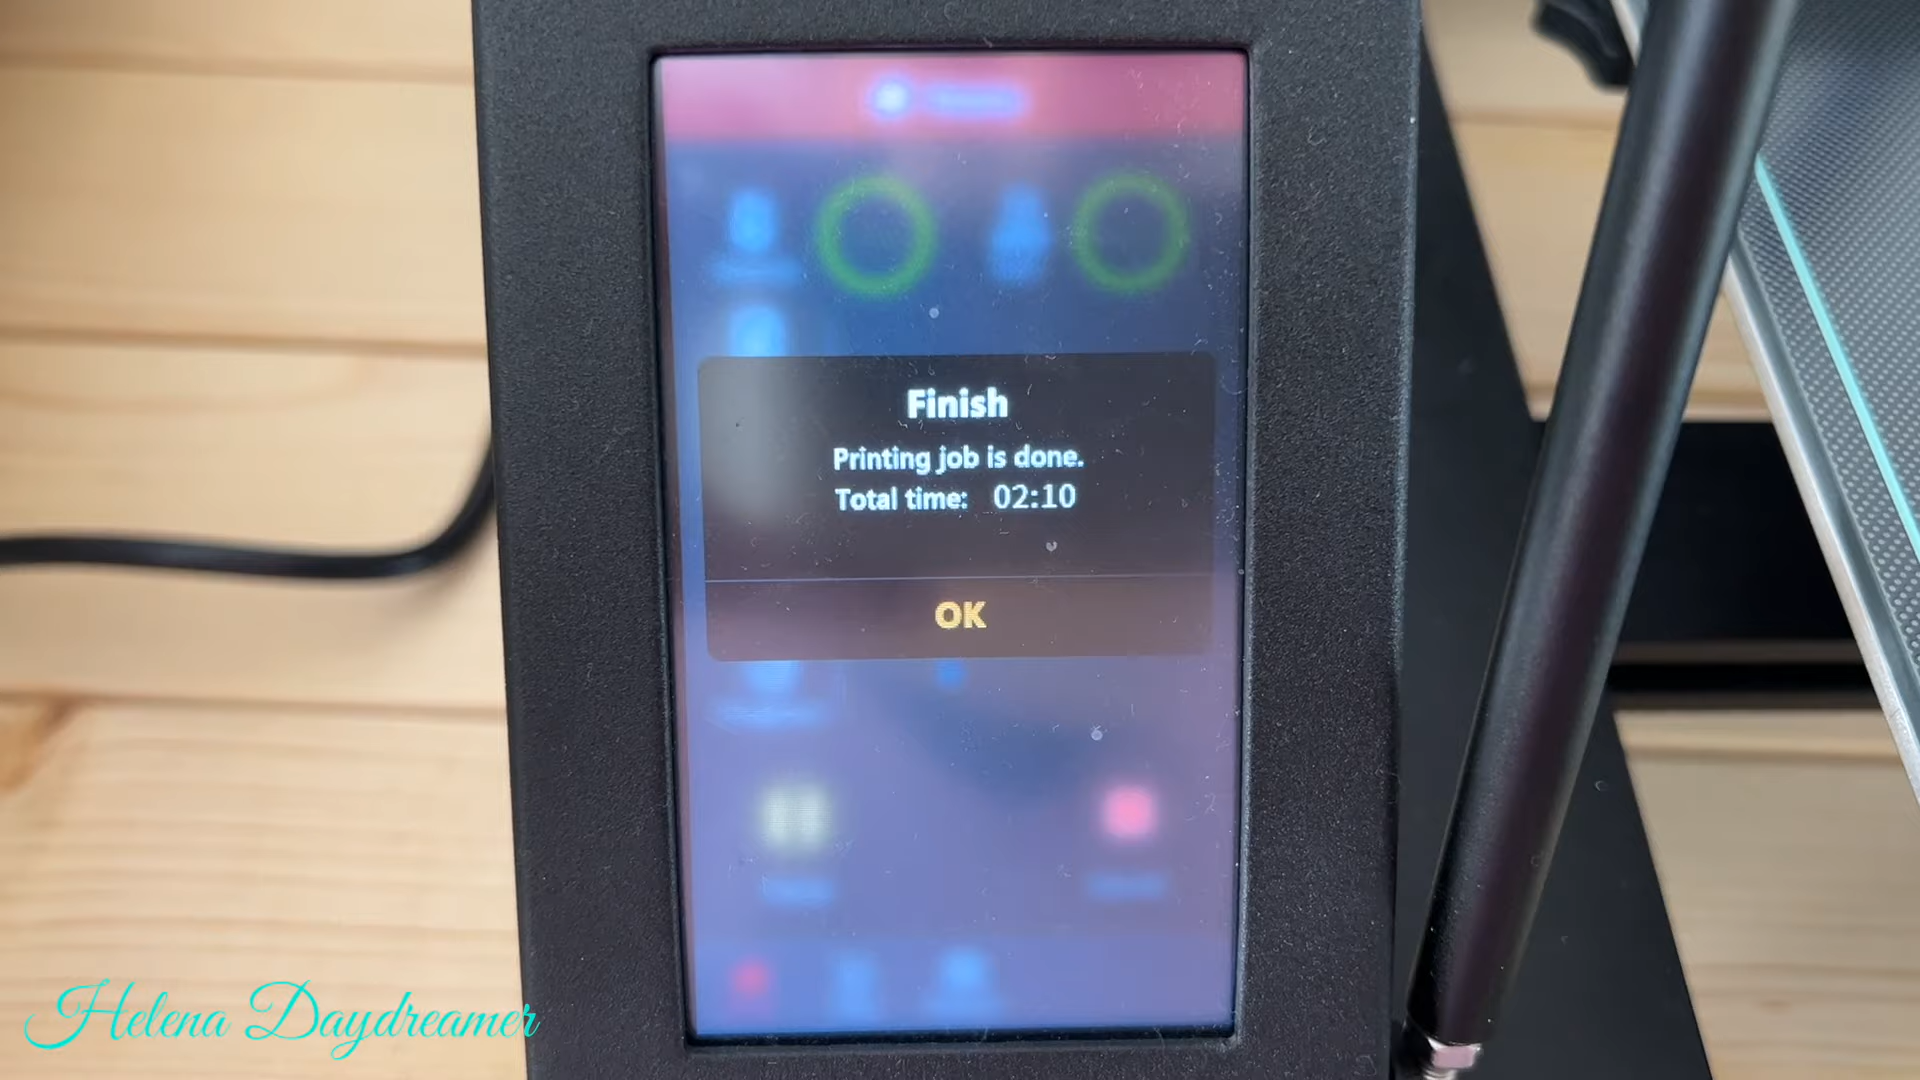 Finish
Printing job is done.
Total time: 02:10
OK
Helena Daydreamer